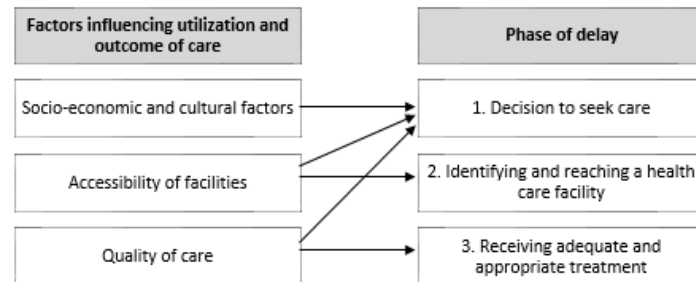 Factors influencing utilization and
outcome of care
Phase of delay
Socio-economic and cultural factors
1. Decision to seek care
Accessibility of facilities
2. Identifying and reaching a health
care facility
Quality of care
3. Receiving adequate and
appropriate treatment